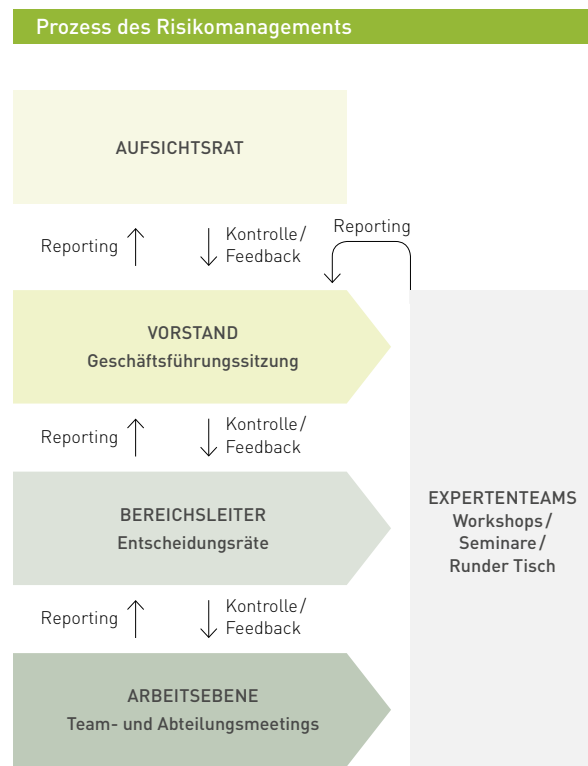 Prozess des Risikomanagements
AUFSICHTSRAT
Reporting
Kontrolle/
Feedback
Reporting
VORSTAND
Geschäftsführungssitzung
Reporting
Kontrolle/
Feedback
BEREICHSLEITER
Entscheidungsräte
EXPERTENTEAMS
Workshops/
Seminare/
Runder Tisch
Reporting
Kontrolle/
Feedback
ARBEITSEBENE
Team- und Abteilungsmeetings